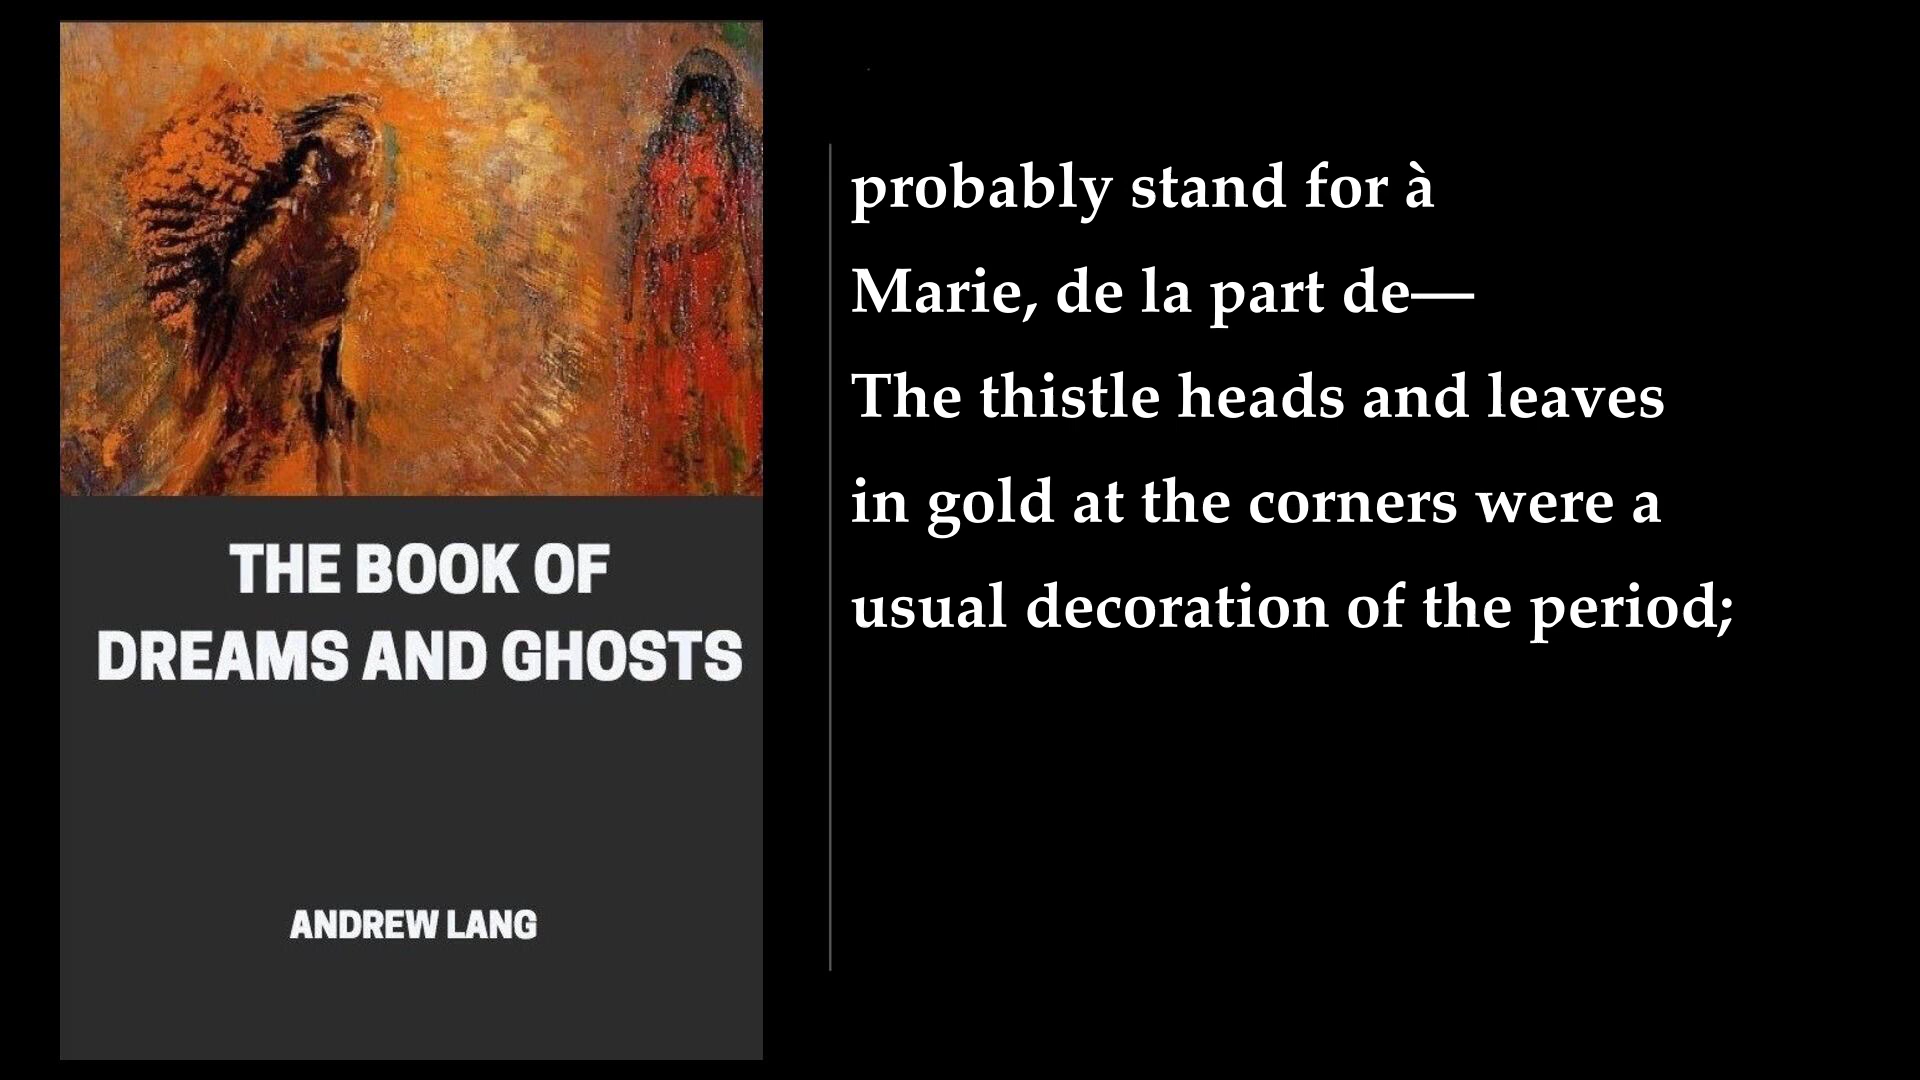 THE BOOK OF
DREAMS AND GHOSTS
ANDREW LANG
probably stand for à
Marie, de la part de—
The thistle heads and leaves
in gold at the corners were a
usual decoration of the period;